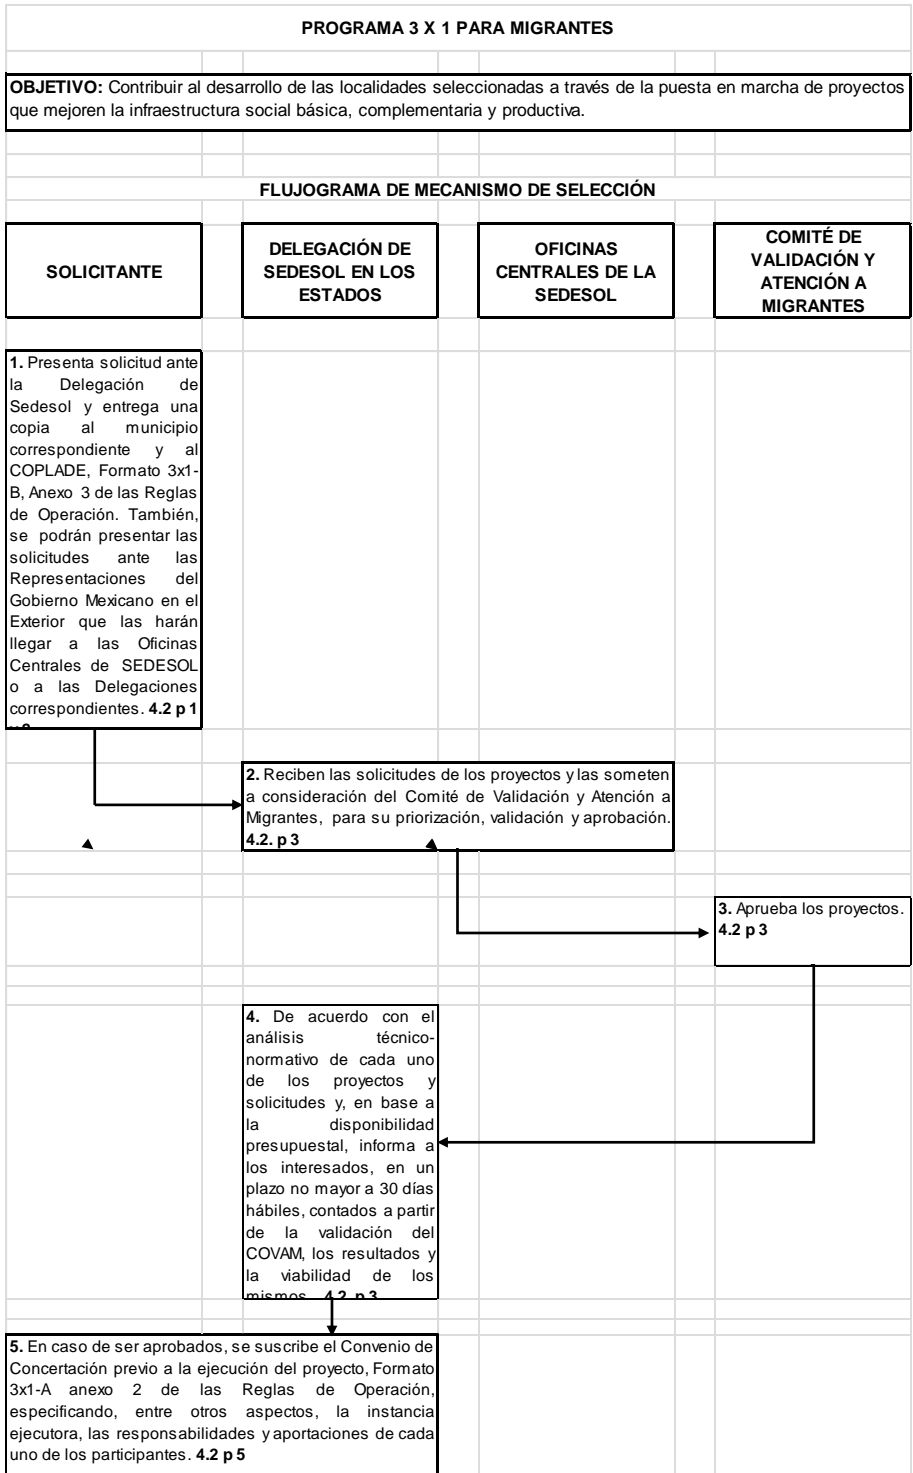 PROGRAMA 3 X 1 PARA MIGRANTES
OBJETIVO: Contribuir al desarrollo de las localidades seleccionadas a través de la puesta en marcha de proyectos
que mejoren la infraestructura social básica, complementaria y productiva.
FLUJOGRAMA DE MECANISMO DE SELECCIÓN
SOLICITANTE
DELEGACIÓN DE
SEDESOL EN LOS
ESTADOS
OFICINAS
CENTRALES DE LA
SEDESOL
COMITÉ DE
VALIDACIÓN Y
ATENCIÓN A
MIGRANTES
1. Presenta solicitud ante
la Delegación de
Sedesol y entrega una
copia al municipio
correspondiente y al
COPLADE, Formato 3x1-
B, Anexo 3 de las Reglas
de Operación. También,
se podrán presentar las
solicitudes ante las
Representaciones del
Gobierno Mexicano en el
Exterior que las harán
llegar a las Oficinas
Centrales de SEDESOL
o a las Delegaciones
correspondientes. 4.2 p 1
2. Reciben las solicitudes de los proyectos y las someten
a consideración del Comité de Validación y Atención a
Migrantes, para su priorización, validación y aprobación.
4.2. p 3
3. Aprueba los proyectos.
4.2 p 3
4. De acuerdo con el
análisis técnico-
normativo de cada uno
de los proyectos y
solicitudes y, en base a
la disponibilidad
presupuestal, informa a
los interesados, en un
plazo no mayor a 30 días
hábiles, contados a partir
de la validación del
COVAM, los resultados y
la viabilidad de los
mismos. 4.2. p 3
5. En caso de ser aprobados, se suscribe el Convenio de
Concertación previo a la ejecución del proyecto, Formato
3x1-A anexo 2 de las Reglas de Operación,
especificando, entre otros aspectos, la instancia
ejecutora, las responsabilidades y aportaciones de cada
uno de los participantes. 4.2 p 5